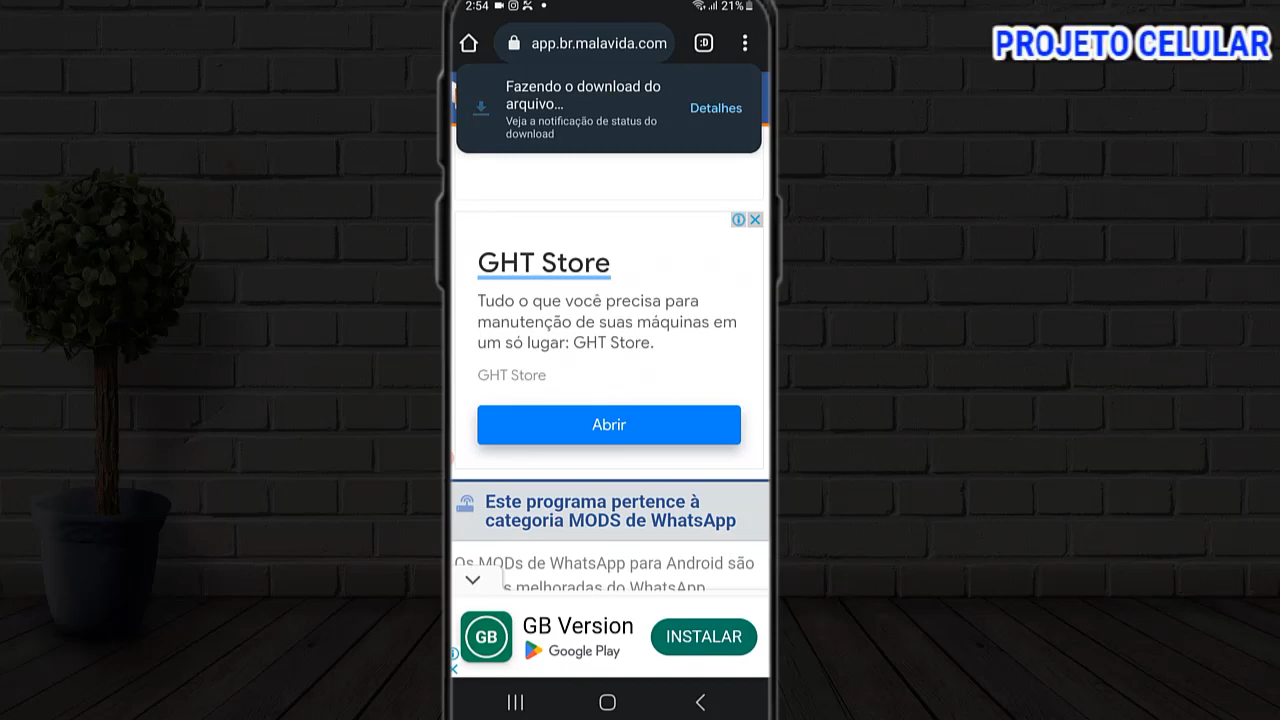 PROJETO CELULAR
2:54
21%
app.br.malavida.com
:D
Fazendo o download do
arquivo...
Detalhes
Veja a notificação de status do
download
GHT Store
Tudo o que você precisa para
manutenção de suas máquinas em
um só lugar: GHT Store.
GHT Store
Abrir
Este programa pertence à
categoria MODS de WhatsApp
Os MODs de WhatsApp para Android são
s melhoradas do WhatsApp
GB
GB Version
Google Play
INSTALAR